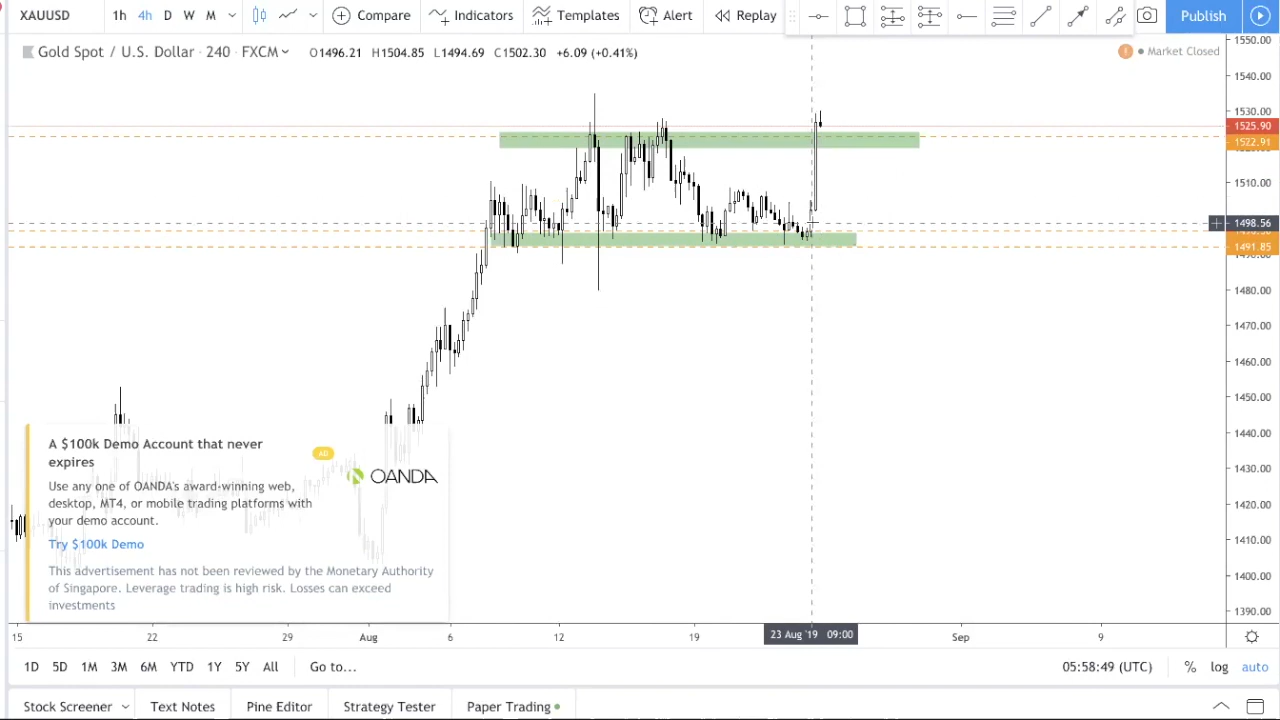 XAUUSD 1h 4h D W M Compare Indicators Templates Alert Replay Publish
Gold Spot / U.S. Dollar · 240 · FXCM O1496.21 H1504.85 L1494.69 C1502.30 +6.09 (+0.41%)
! Market Closed
1550.00
1540.00
1530.00
1525.90
1522.91
1510.00
1498.56
1491.85
1480.00
1470.00
1460.00
1450.00
1440.00
1430.00
1420.00
1410.00
1400.00
1390.00
A $100k Demo Account that never
expires
AD
OANDA
Use any one of OANDA's award-winning web,
desktop, MT4, or mobile trading platforms with
your demo account.
Try $100k Demo
This advertisement has not been reviewed by the Monetary Authority
of Singapore. Leverage trading is high risk. Losses can exceed
investments
15 22 29 Aug 6 12 19 23 Aug '19 09:00 Sep 9
1D 5D 1M 3M 6M YTD 1Y 5Y All Go to... 05:58:49 (UTC) % log auto
Stock Screener Text Notes Pine Editor Strategy Tester Paper Trading